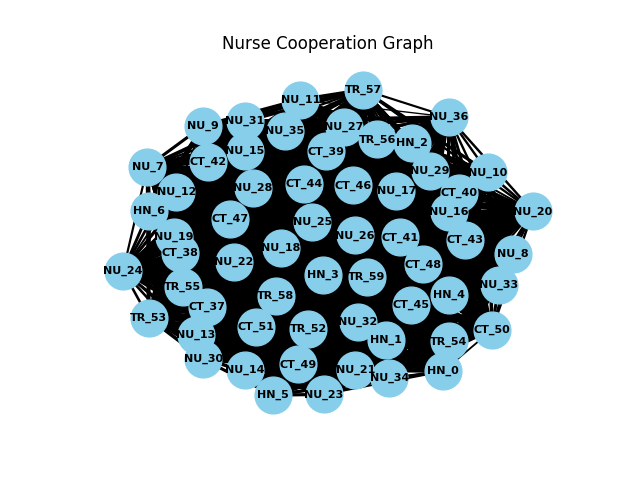 Nurse Cooperation Graph
TR_57
NU_11
NU_36
NU_31
NU_9
NU_27
NU_35
TR_56
HN_2
NU_15
CT_39
CT_42
NU_7
NU_29
NU_10
CT_44
CT_46
NU_28
NU_12
NU_17
CT_40
HN_6
NU_16
NU_20
CT_47
NU_25
NU_19
NU_26
CT_41
CT_43
NU_18
CT_38
NU_8
NU_22
CT_48
NU_24
HN_3
TR_59
TR_55
NU_33
TR_58
HN_4
CT_37
CT_45
TR_53
NU_32
CT_51
TR_52
CT_50
NU_13
HN_1
TR_54
NU_30
CT_49
NU_14
NU_21
HN_0
NU_34
HN_5
NU_23